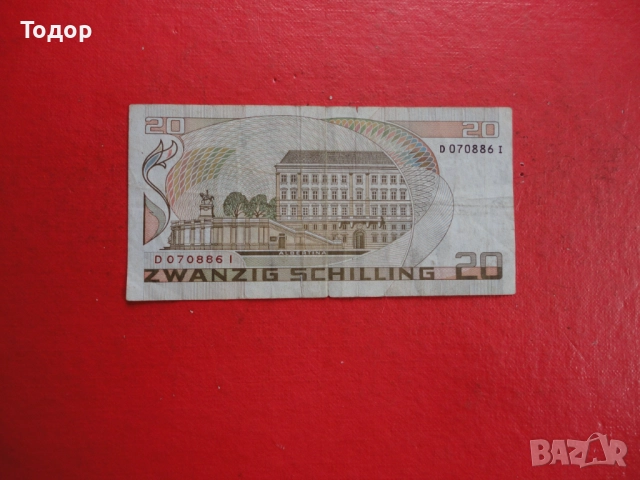 Тодор
20
20
D 070886 I
ALBERTINA
D 070886 I
ZWANZIG SCHILLING 20
BAZAR